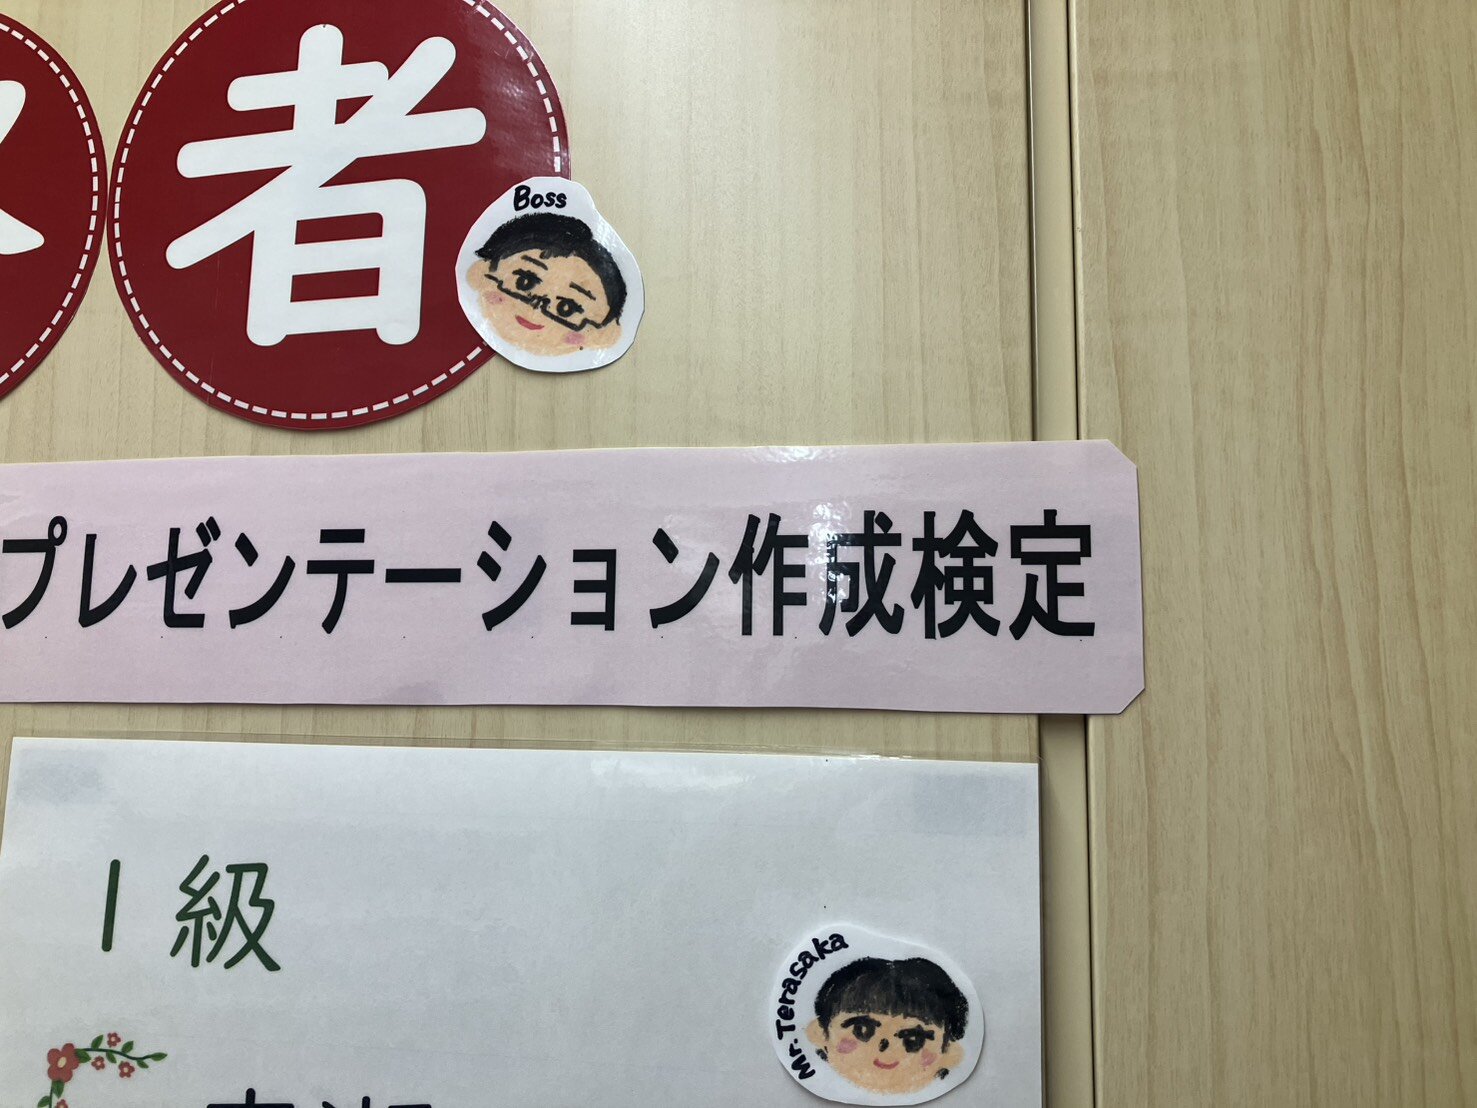 者
Boss
プレゼンテーション作成検定
1級
Mr.Terasaka